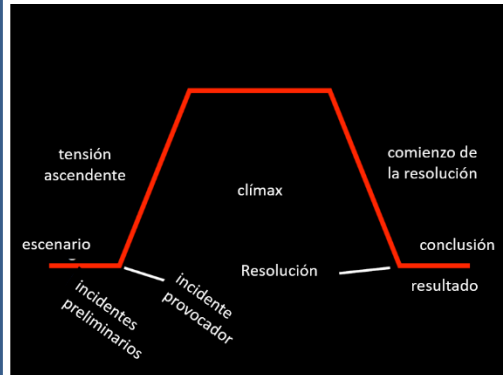 tensión
ascendente
comienzo de
la resolución
clímax
escenario
conclusión
Resolución
incidente
provocador
incidentes
preliminarios
resultado